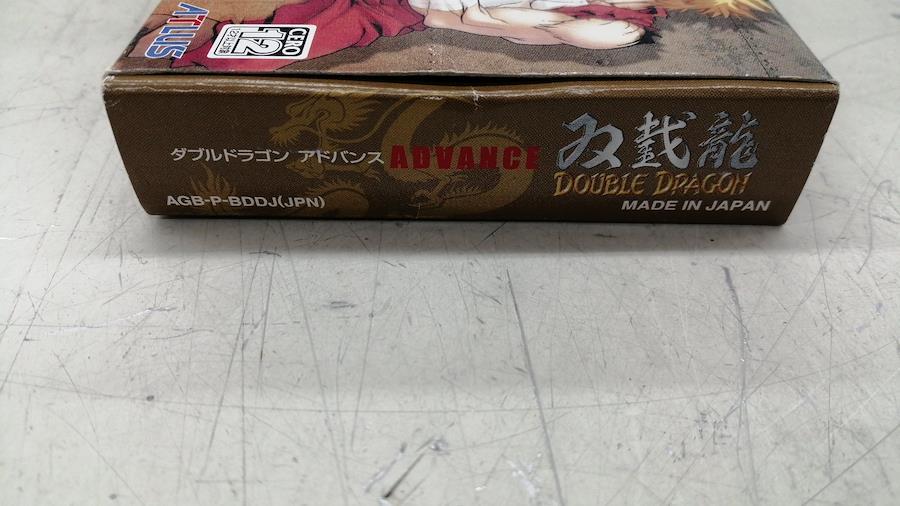 ATLUS
CERO
12
ダブルドラゴン アドバンス ADVANCE 双截龍
DOUBLE DRAGON
AGB-P-BDDJ(JPN)
MADE IN JAPAN